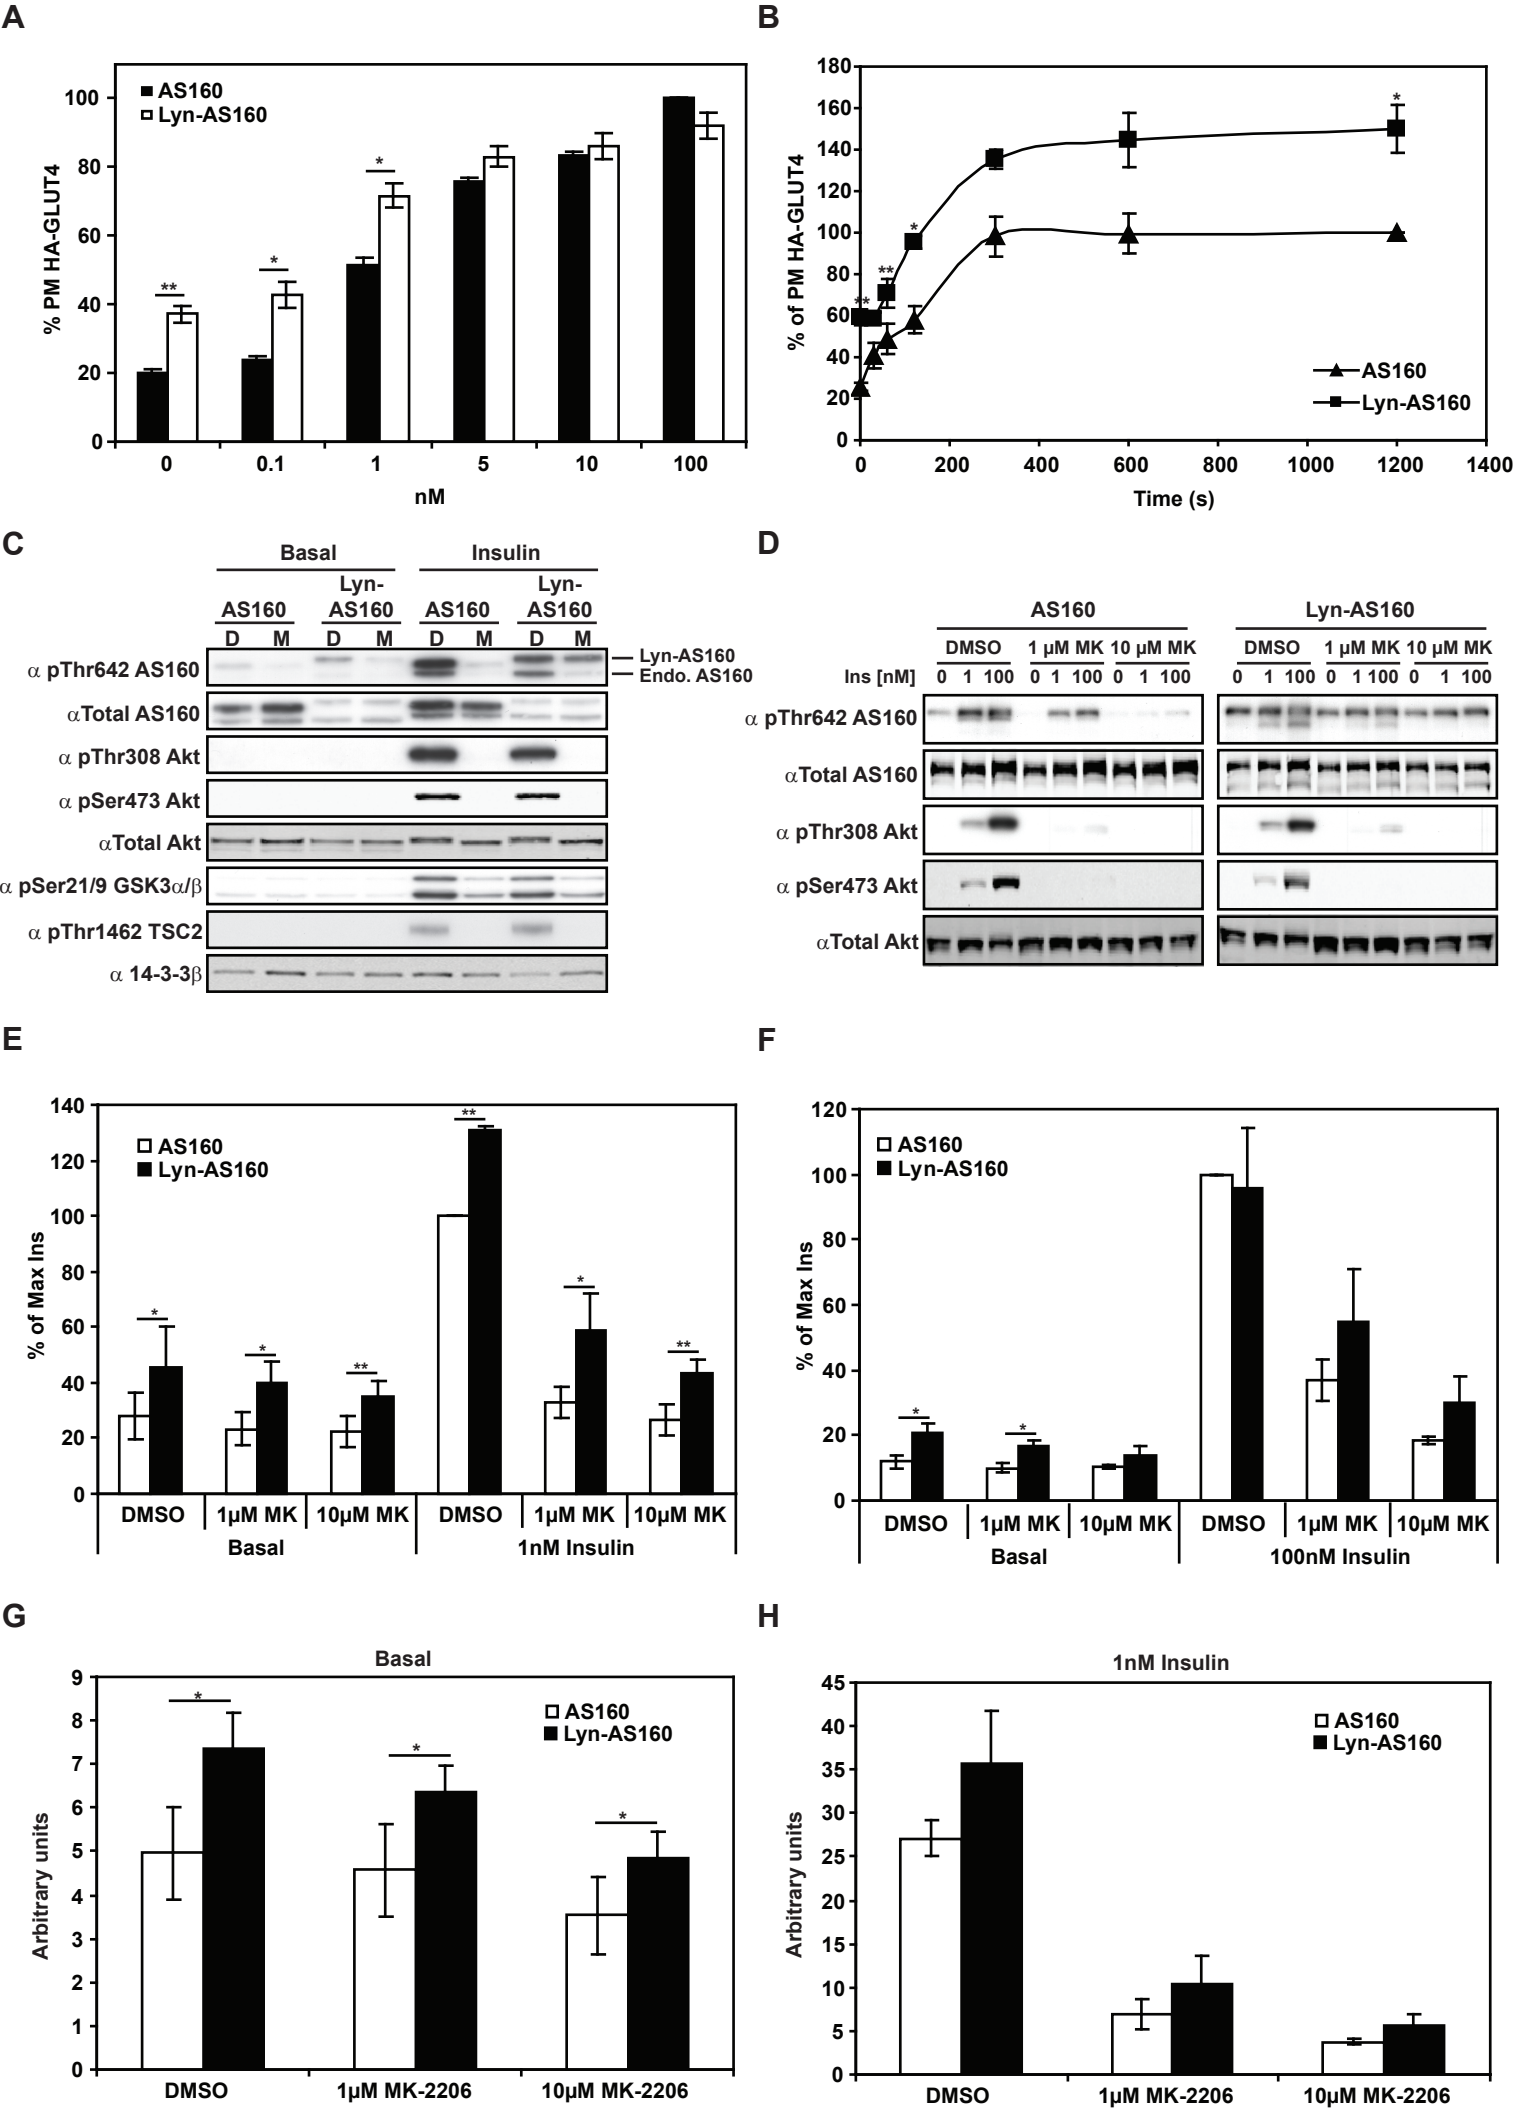 A
AS160
Lyn-AS160
% PM HA-GLUT4
100
80
60
40
20
0
**
*
*
0 0.1 1 5 10 100
nM
B
% of PM HA-GLUT4
180
160
140
120
100
80
60
40
20
0
**
**
*
*
AS160
Lyn-AS160
0 200 400 600 800 1000 1200 1400
Time (s)
C
Basal Insulin
AS160 Lyn-AS160 AS160 Lyn-AS160
D M D M D M D M
α pThr642 AS160
Lyn-AS160
Endo. AS160
αTotal AS160
α pThr308 Akt
α pSer473 Akt
αTotal Akt
α pSer21/9 GSK3α/β
α pThr1462 TSC2
α 14-3-3β
D
AS160 Lyn-AS160
DMSO 1 µM MK 10 µM MK DMSO 1 µM MK 10 µM MK
Ins [nM] 0 1 100 0 1 100 0 1 100 0 1 100 0 1 100 0 1 100
α pThr642 AS160
αTotal AS160
α pThr308 Akt
α pSer473 Akt
αTotal Akt
E
AS160
Lyn-AS160
% of Max Ins
140
120
100
80
60
40
20
0
*
*
**
**
*
**
DMSO 1µM MK 10µM MK DMSO 1µM MK 10µM MK
Basal 1nM Insulin
F
AS160
Lyn-AS160
% of Max Ins
120
100
80
60
40
20
0
*
*
DMSO 1µM MK 10µM MK DMSO 1µM MK 10µM MK
Basal 100nM Insulin
G
Basal
AS160
Lyn-AS160
Arbitrary units
9
8
7
6
5
4
3
2
1
0
*
*
*
DMSO 1µM MK-2206 10µM MK-2206
H
1nM Insulin
AS160
Lyn-AS160
Arbitrary units
45
40
35
30
25
20
15
10
5
0
DMSO 1µM MK-2206 10µM MK-2206